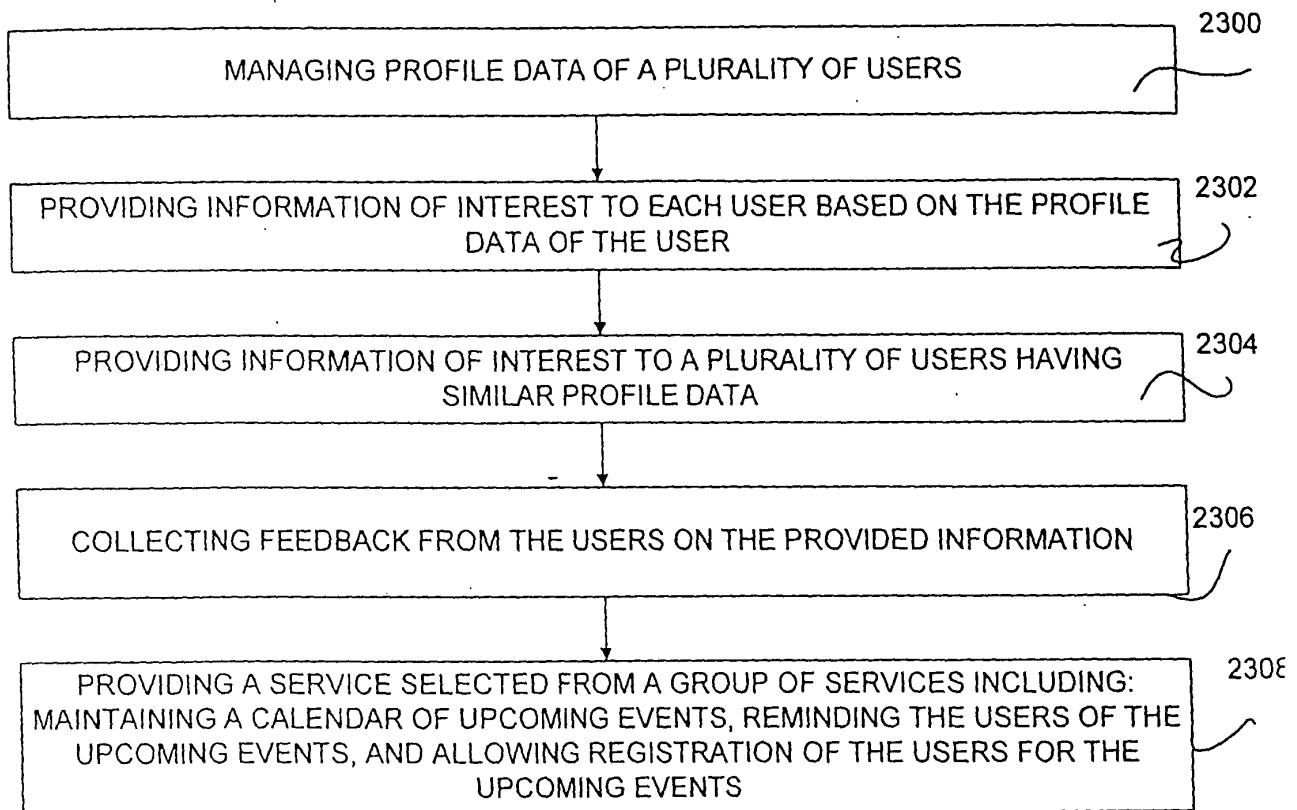 2300
MANAGING PROFILE DATA OF A PLURALITY OF USERS
2302
PROVIDING INFORMATION OF INTEREST TO EACH USER BASED ON THE PROFILE
DATA OF THE USER
2304
PROVIDING INFORMATION OF INTEREST TO A PLURALITY OF USERS HAVING
SIMILAR PROFILE DATA
2306
COLLECTING FEEDBACK FROM THE USERS ON THE PROVIDED INFORMATION
2308
PROVIDING A SERVICE SELECTED FROM A GROUP OF SERVICES INCLUDING:
MAINTAINING A CALENDAR OF UPCOMING EVENTS, REMINDING THE USERS OF THE
UPCOMING EVENTS, AND ALLOWING REGISTRATION OF THE USERS FOR THE
UPCOMING EVENTS